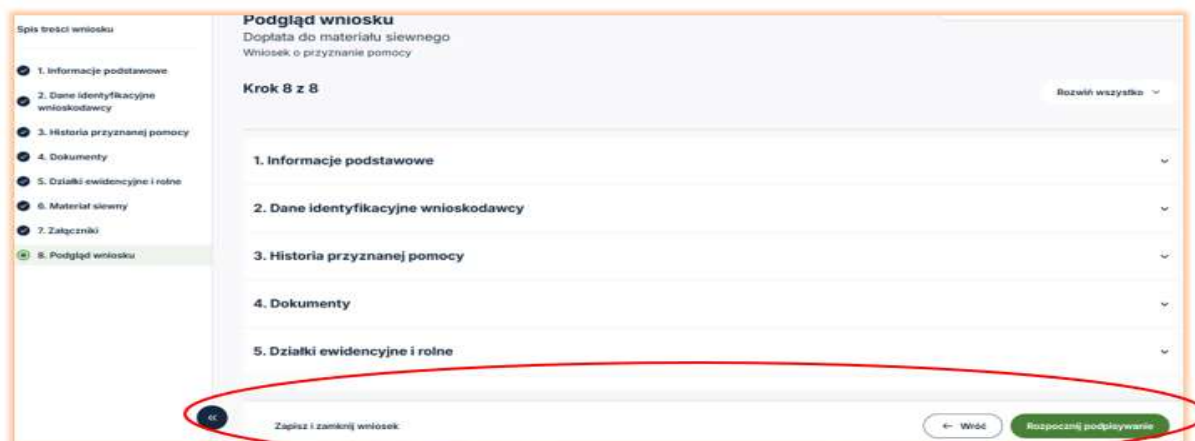 Spis treści wniosku
1. Informacje podstawowe
2. Dane identyfikacyjne
wnioskodawcy
3. Historia przyznanej pomocy
4. Dokumenty
5. Działki ewidencyjne i rolne
6. Materiał siewny
7. Załączniki
8. Podgląd wniosku
Podgląd wniosku
Dopłata do materiału siewnego
Wniosek o przyznanie pomocy
Krok 8 z 8
Rozwiń wszystko
1. Informacje podstawowe
2. Dane identyfikacyjne wnioskodawcy
3. Historia przyznanej pomocy
4. Dokumenty
5. Działki ewidencyjne i rolne
Zapisz i zamknij wniosek
← Wróć
Rozpocznij podpisywanie